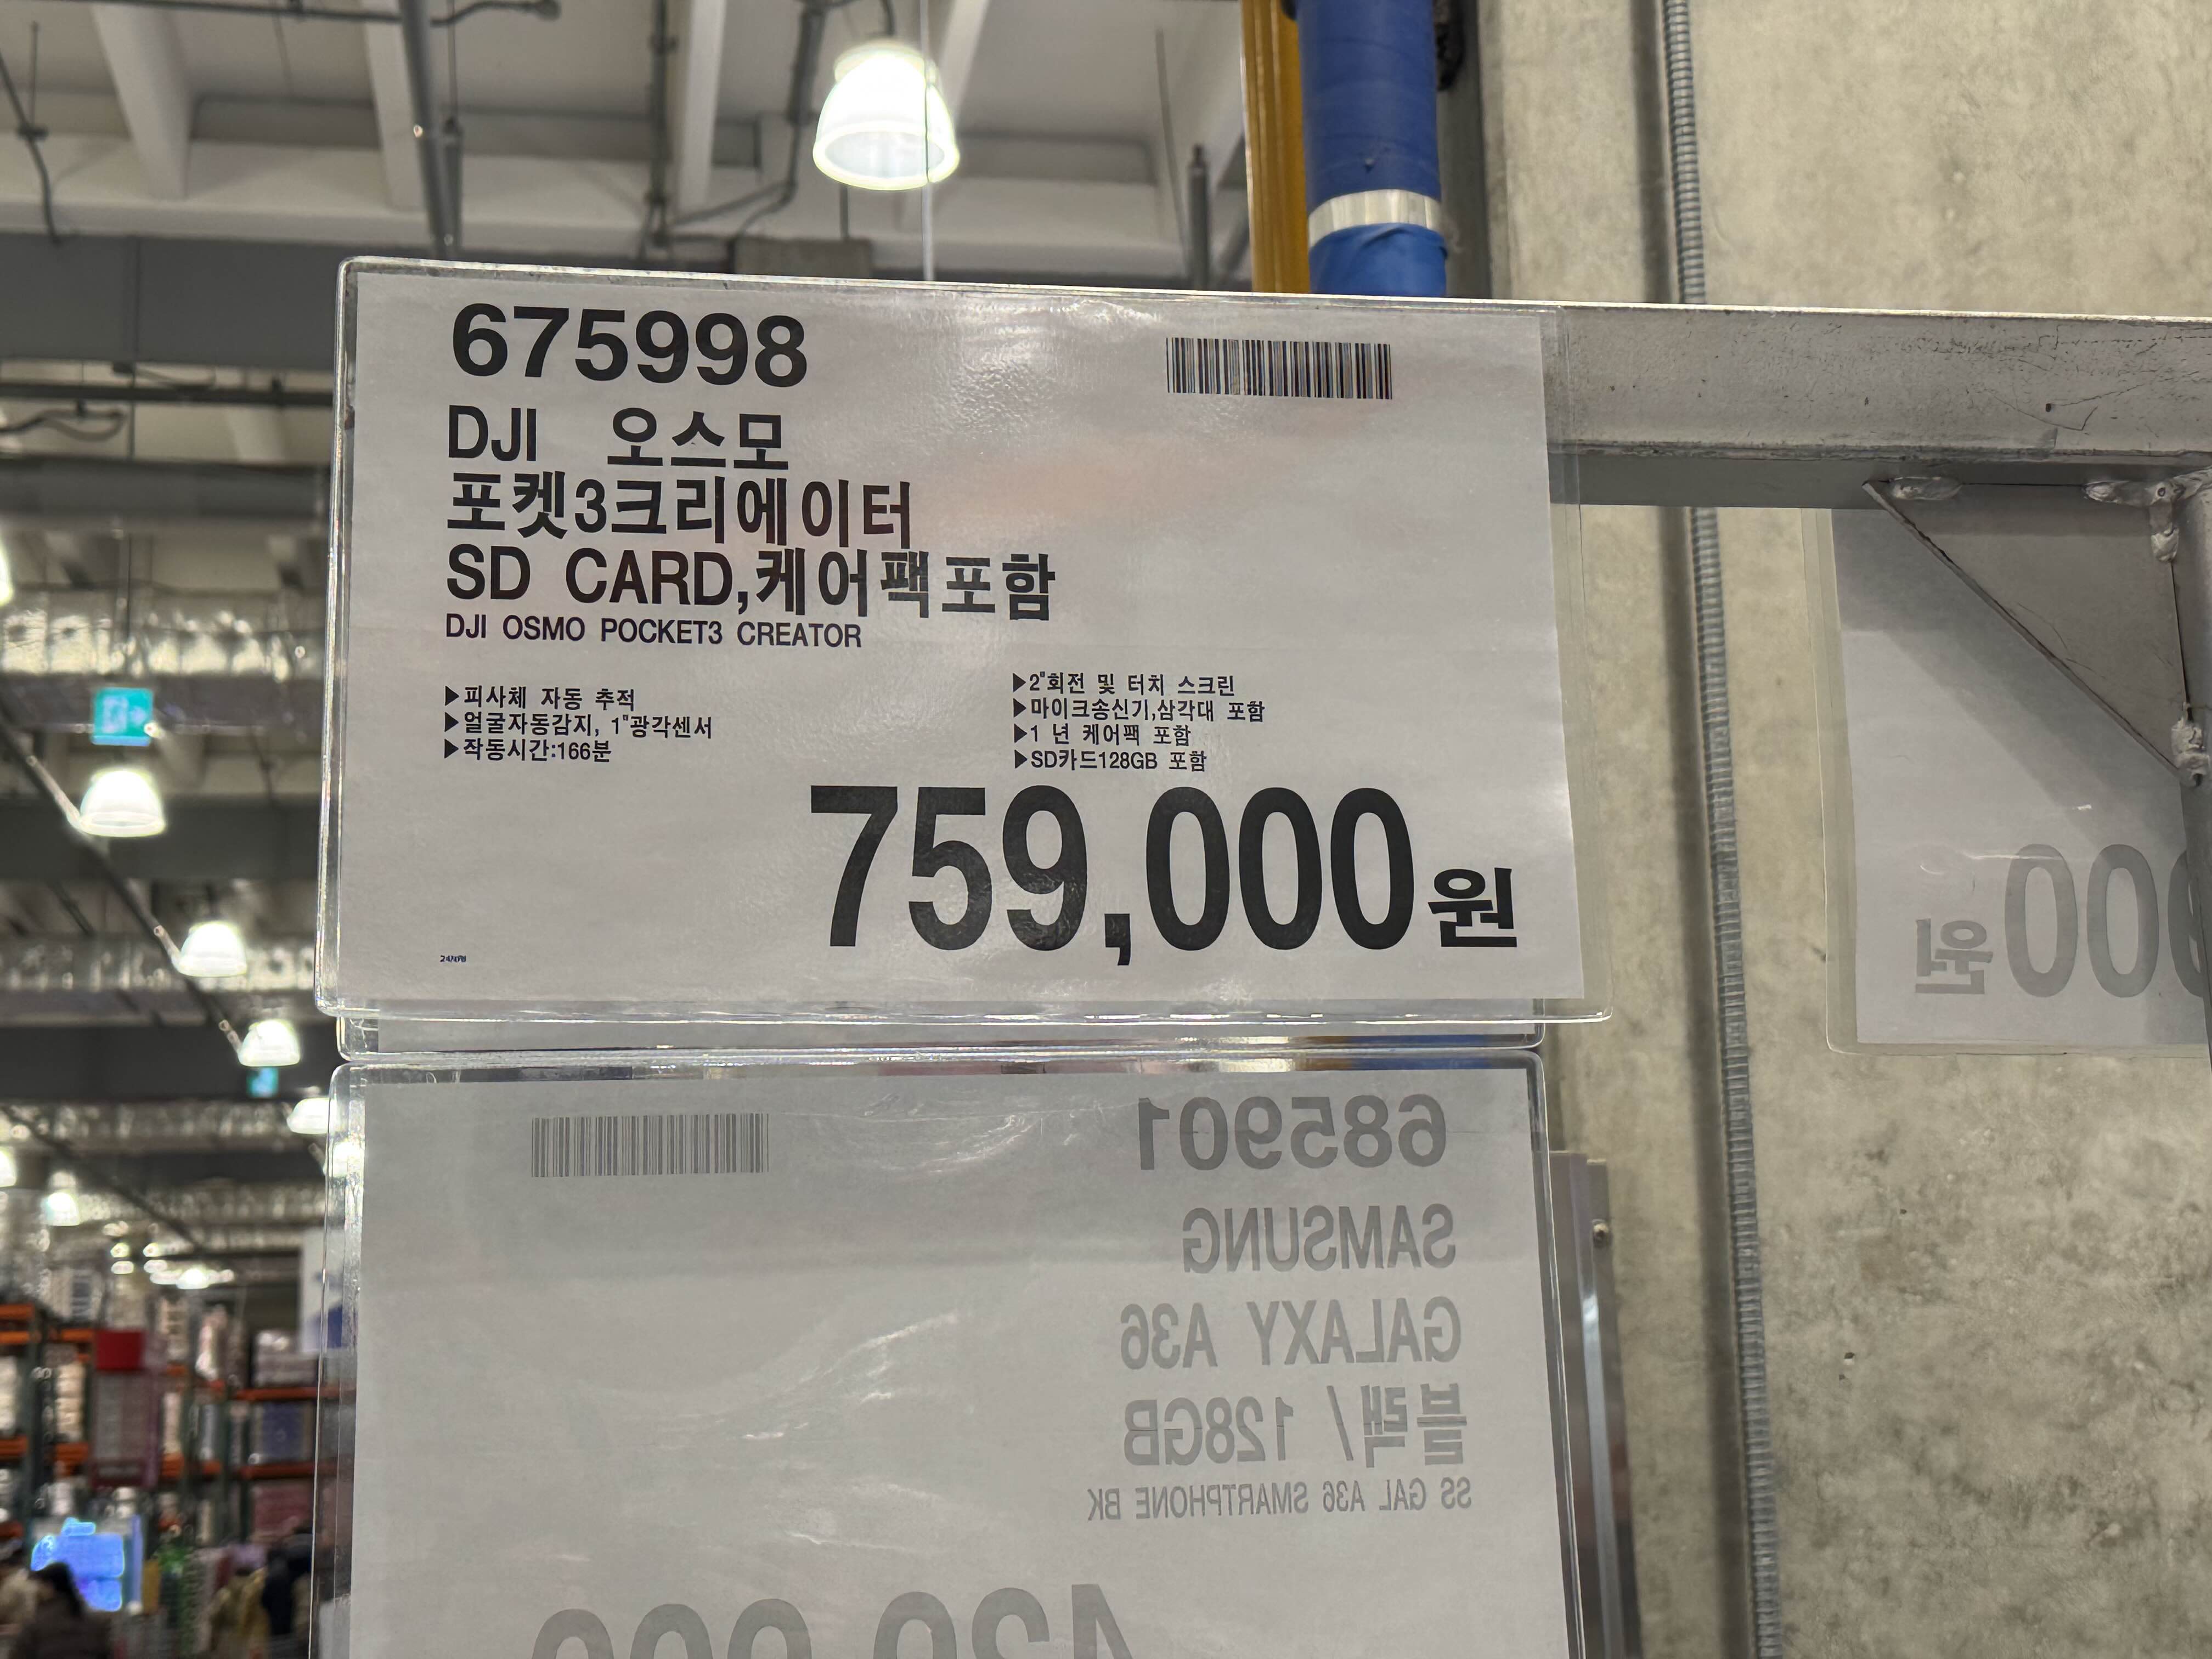 675998
DJI 오스모
포켓3크리에이터
SD CARD,케어팩포함
DJI OSMO POCKET3 CREATOR
▶피사체 자동 추적
▶얼굴자동감지, 1"광각센서
▶작동시간:166분
▶2"회전 및 터치 스크린
▶마이크송신기,삼각대 포함
▶1 년 케어팩 포함
▶SD카드128GB 포함
759,000원
685901
SAMSUNG
GALAXY A36
블랙/ 128GB
SS GAL A36 SMARTPHONE BK